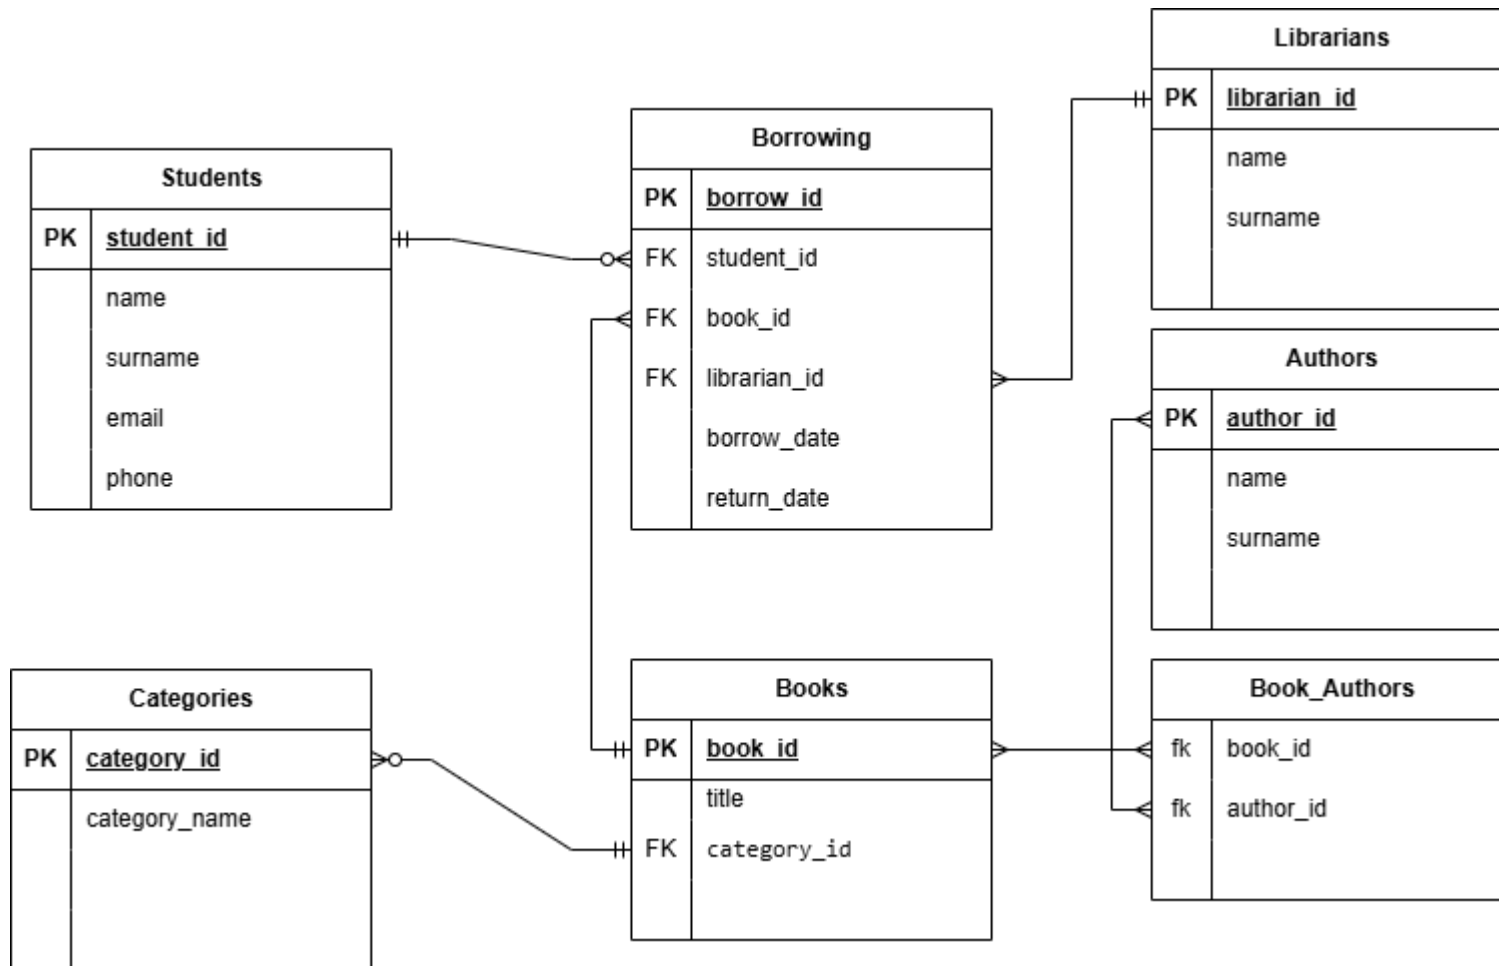 Librarians
PK librarian_id
name
surname
Borrowing
PK borrow_id
FK student_id
FK book_id
FK librarian_id
borrow_date
return_date
Students
PK student_id
name
surname
email
phone
Authors
PK author_id
name
surname
Categories
PK category_id
category_name
Books
PK book_id
title
FK category_id
Book_Authors
fk book_id
fk author_id